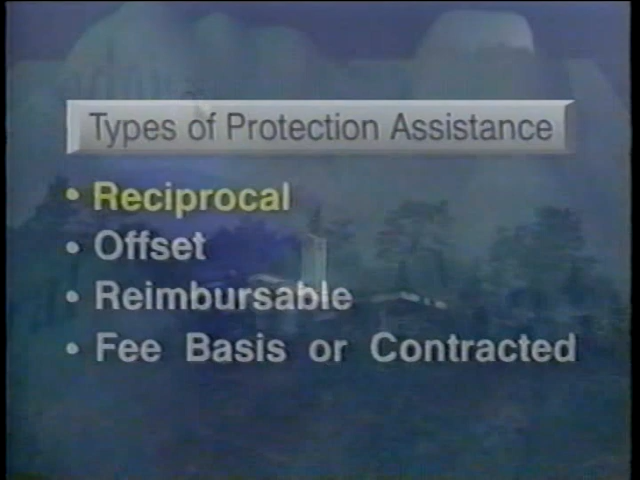 Types of Protection Assistance
• Reciprocal
• Offset
• Reimbursable
• Fee Basis or Contracted